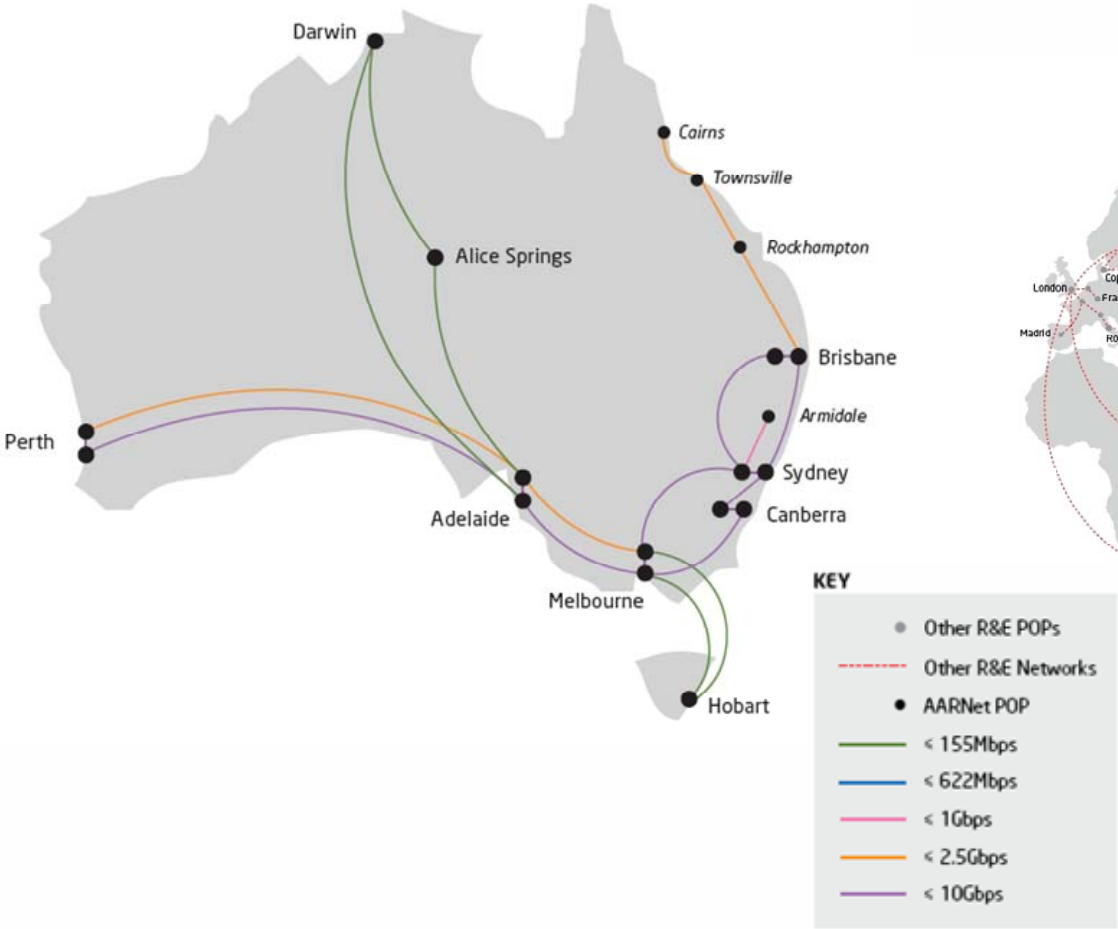 Darwin
Cairns
Townsville
Rockhampton
Alice Springs
London
Madrid
Brisbane
Armidale
Perth
Sydney
Adelaide
Canberra
Melbourne
Hobart
KEY
Other R&E POPs
Other R&E Networks
AARNet POP
≤ 155Mbps
≤ 622Mbps
≤ 1Gbps
≤ 2.5Gbps
≤ 10Gbps